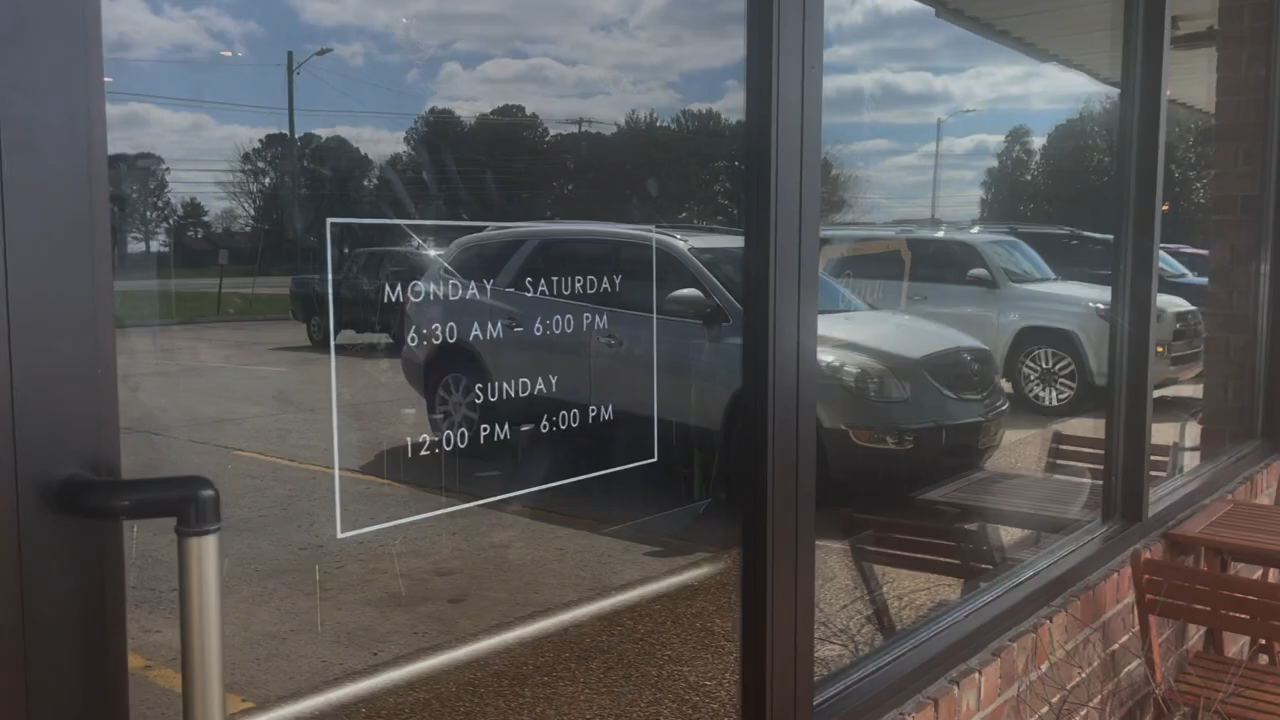 MONDAY – SATURDAY
6:30 AM – 6:00 PM
SUNDAY
12:00 PM – 6:00 PM